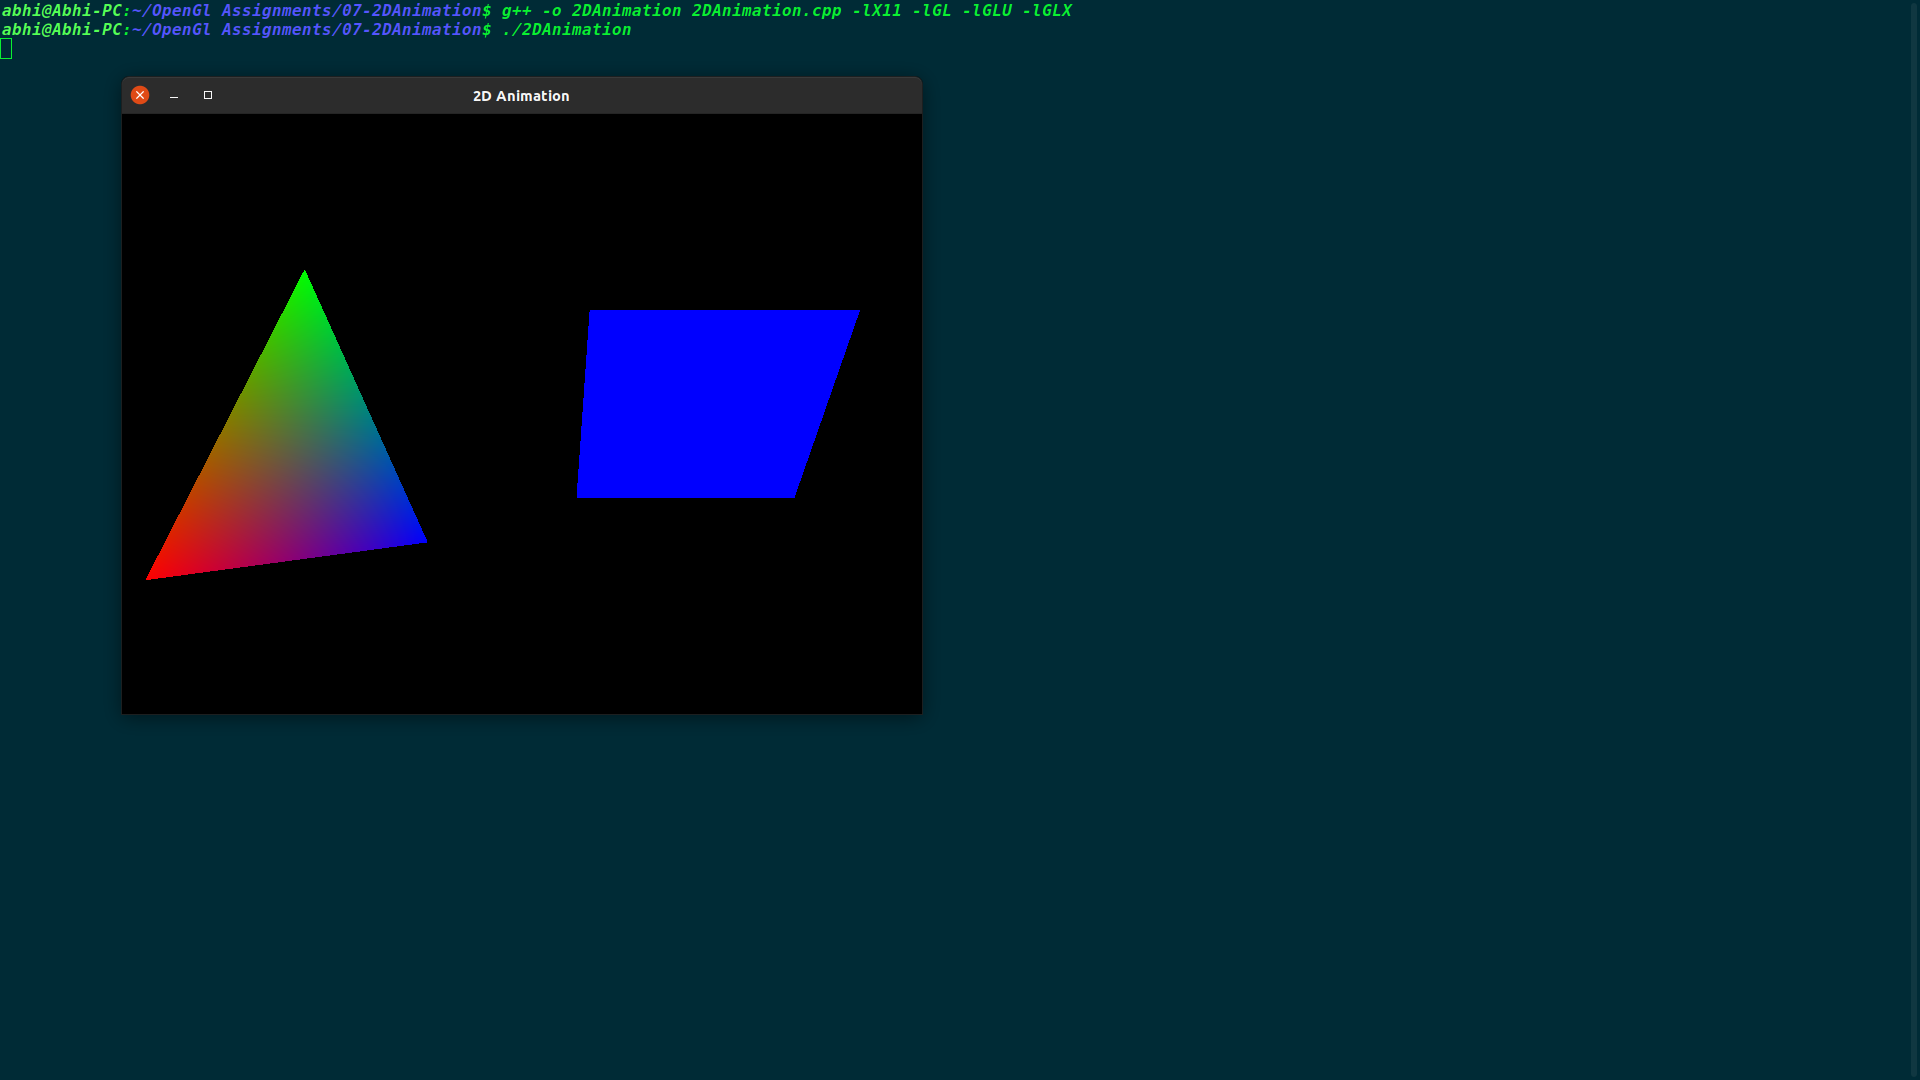 abhi@Abhi-PC:~/OpenGl Assignments/07-2DAnimation$ g++ -o 2DAnimation 2DAnimation.cpp -lX11 -lGL -lGLU -lGLX
abhi@Abhi-PC:~/OpenGl Assignments/07-2DAnimation$ ./2DAnimation
2D Animation